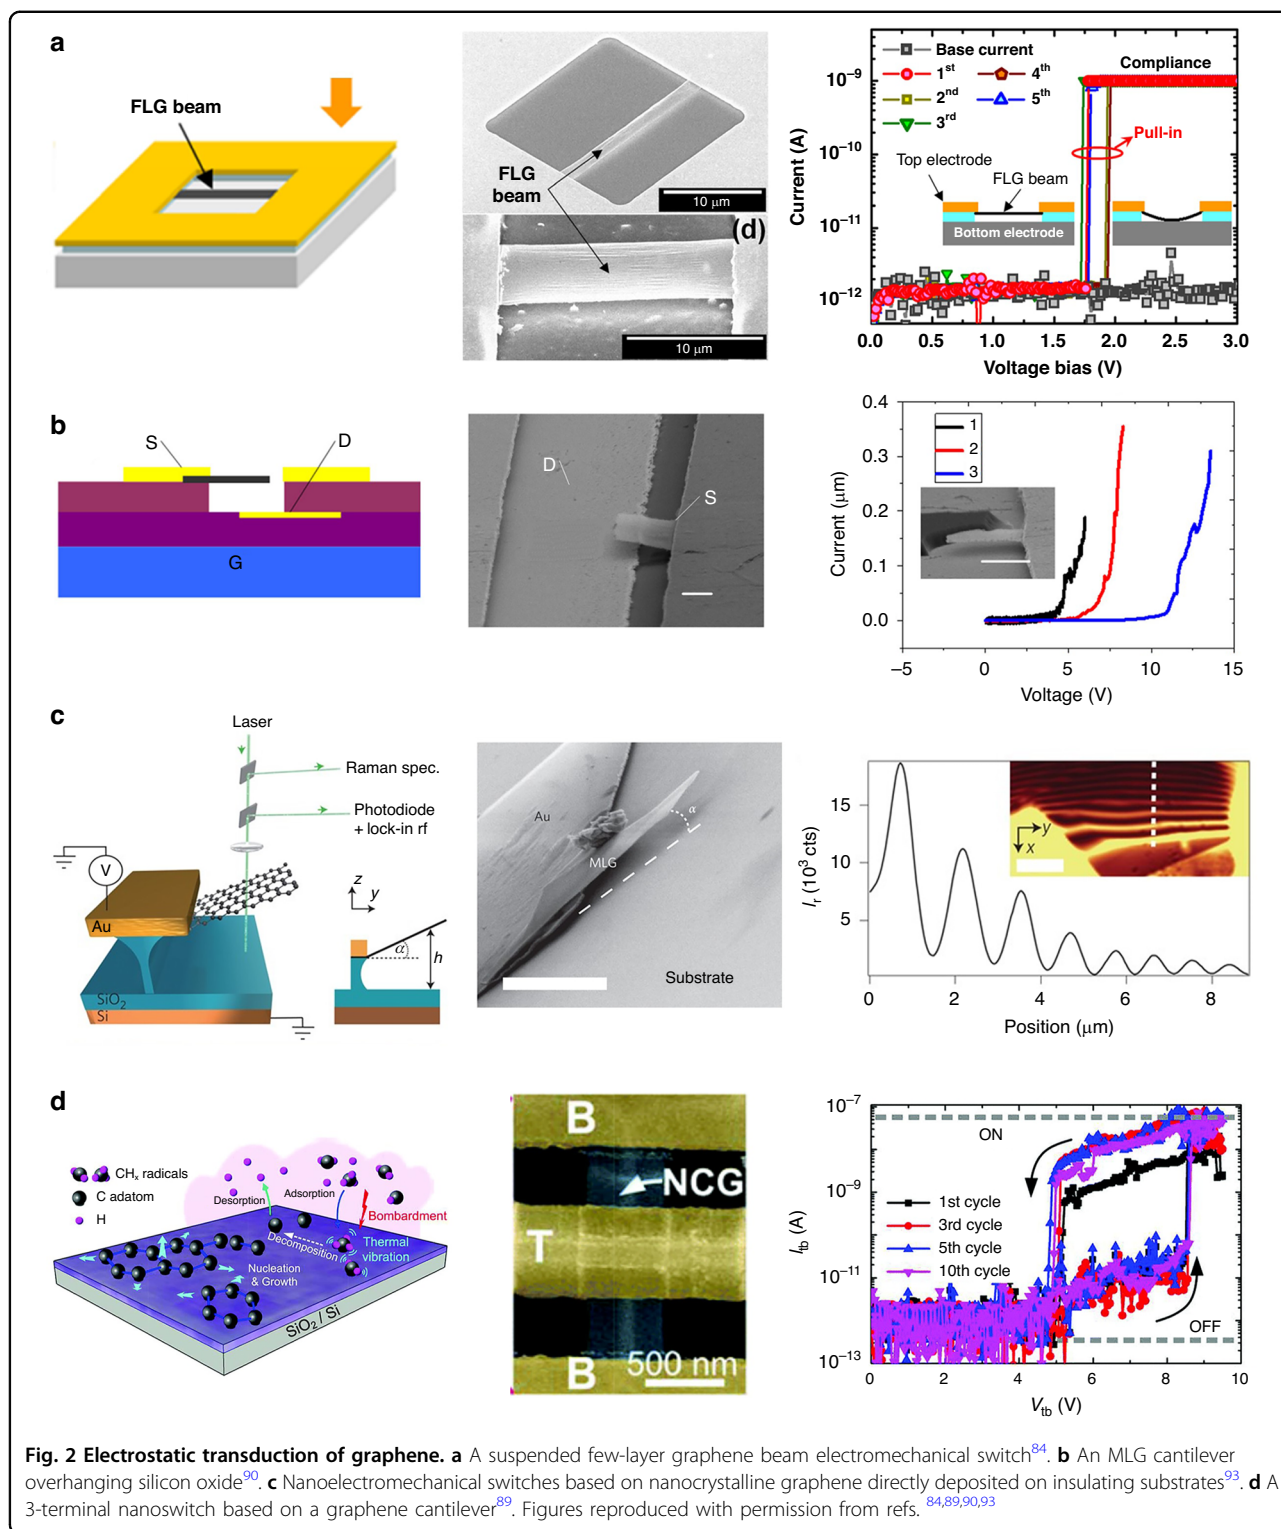 a
FLG beam
FLG
beam
10 μm
(d)
10 μm
Base current
1st
2nd
3rd
4th
5th
Compliance
Pull-in
Top electrode
FLG beam
Bottom electrode
Current (A)
10–9
10–10
10–11
10–12
0.0 0.5 1.0 1.5 2.0 2.5 3.0
Voltage bias (V)
b
S
D
G
D
S
1
2
3
Current (μm)
0.4
0.3
0.2
0.1
0.0
–5 0 5 10 15
Voltage (V)
c
Laser
Raman spec.
Photodiode
+ lock-in rf
V
Au
SiO2
Si
z
y
α
h
Au
MLG
α
Substrate
Ir (103 cts)
15
10
5
y
x
0 2 4 6 8
Position (μm)
d
CHx radicals
C adatom
H
Desorption
Adsorption
Bombardment
Decomposition
Thermal
vibration
Nucleation
& Growth
SiO2 / Si
B
NCG
T
B
500 nm
Itb (A)
10–7
10–9
10–11
10–13
ON
1st cycle
3rd cycle
5th cycle
10th cycle
OFF
0 2 4 6 8 10
Vtb (V)
Fig. 2 Electrostatic transduction of graphene. a A suspended few-layer graphene beam electromechanical switch84. b An MLG cantilever
overhanging silicon oxide90. c Nanoelectromechanical switches based on nanocrystalline graphene directly deposited on insulating substrates93. d A
3-terminal nanoswitch based on a graphene cantilever89. Figures reproduced with permission from refs. 84,89,90,93